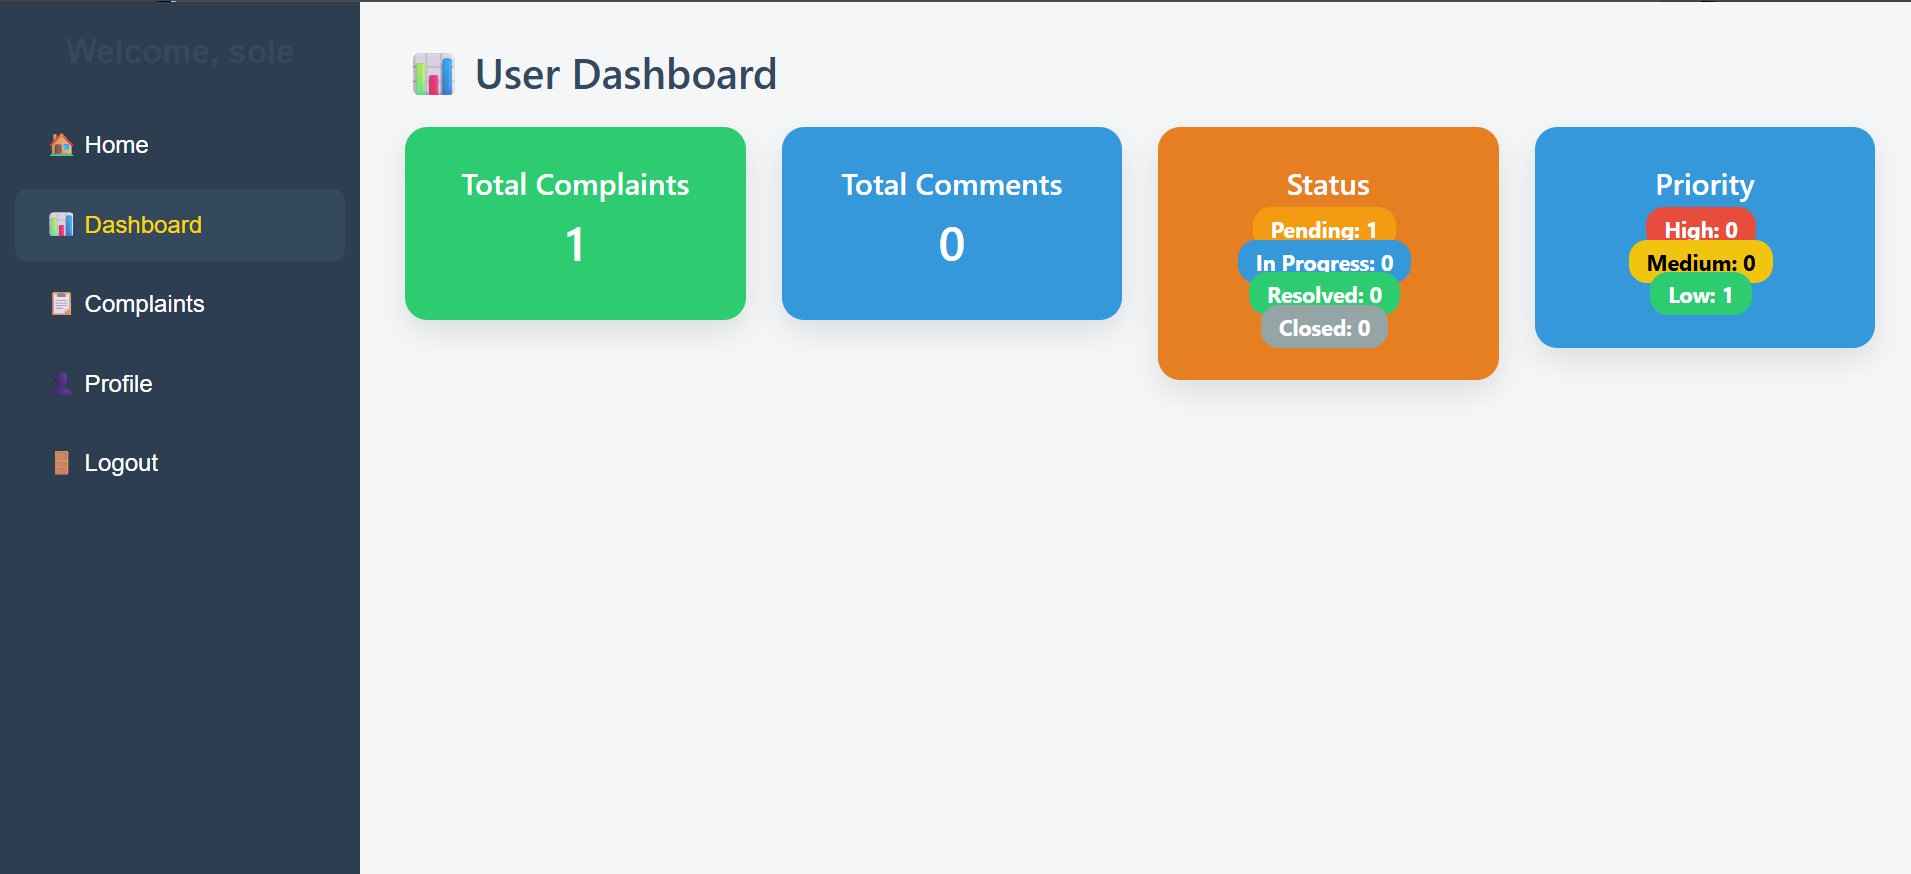 Welcome, sole
Home
Dashboard
Complaints
Profile
Logout
User Dashboard
Total Complaints
1
Total Comments
0
Status
Pending: 1
In Progress: 0
Resolved: 0
Closed: 0
Priority
High: 0
Medium: 0
Low: 1